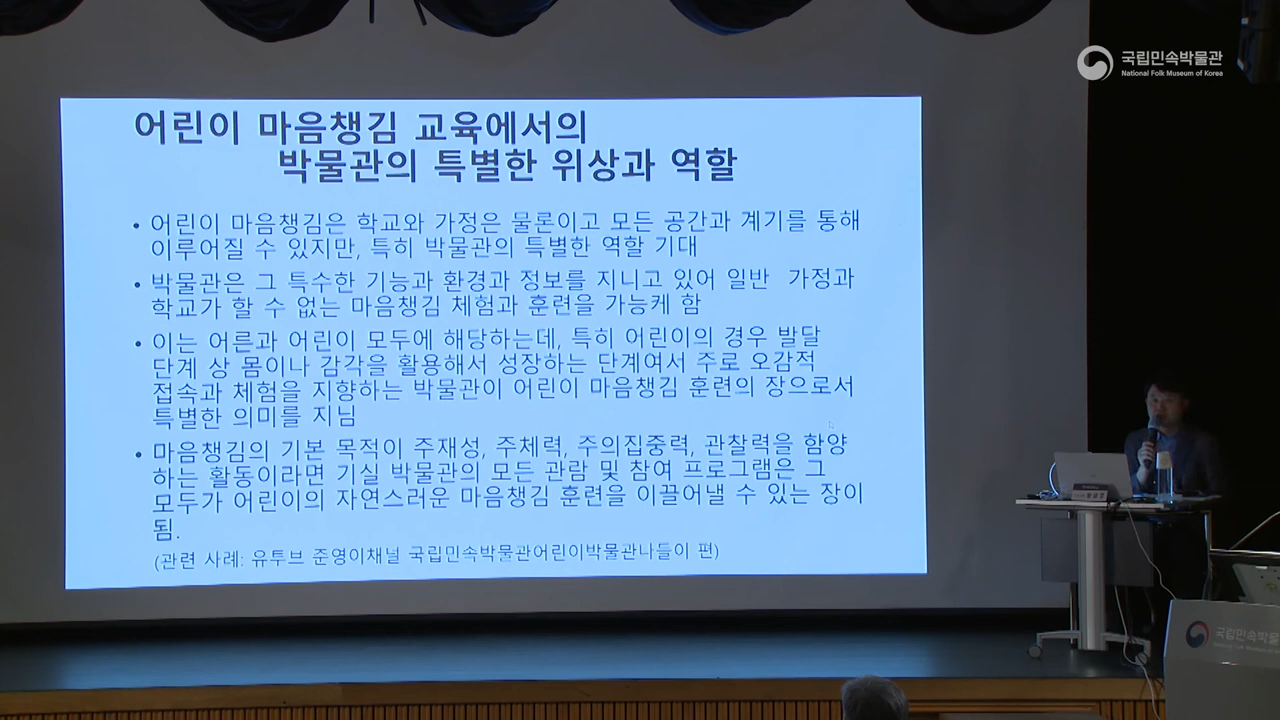 국립민속박물관
National Folk Museum of Korea
어린이 마음챙김 교육에서의
박물관의 특별한 위상과 역할
• 어린이 마음챙김은 학교와 가정은 물론이고 모든 공간과 계기를 통해
이루어질 수 있지만, 특히 박물관의 특별한 역할 기대
• 박물관은 그 특수한 기능과 환경과 정보를 지니고 있어 일반 가정과
학교가 할 수 없는 마음챙김 체험과 훈련을 가능케 함
• 이는 어른과 어린이 모두에 해당하는데, 특히 어린이의 경우 발달
단계 상 몸이나 감각을 활용해서 성장하는 단계여서 주로 오감적
접속과 체험을 지향하는 박물관이 어린이 마음챙김 훈련의 장으로서
특별한 의미를 지님
• 마음챙김의 기본 목적이 주재성, 주체력, 주의집중력, 관찰력을 함양
하는 활동이라면 기실 박물관의 모든 관람 및 참여 프로그램은 그
모두가 어린이의 자연스러운 마음챙김 훈련을 이끌어낼 수 있는 장이
됨.
(관련 사례: 유투브 준영이채널 국립민속박물관어린이박물관나들이 편)
국립민속박물
National Folk Museum of